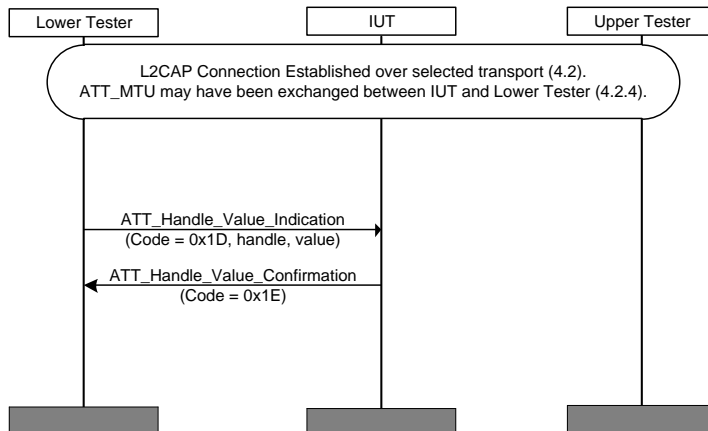 Lower Tester
IUT
Upper Tester
L2CAP Connection Established over selected transport (4.2).
ATT_MTU may have been exchanged between IUT and Lower Tester (4.2.4).
ATT_Handle_Value_Indication
(Code = 0x1D, handle, value)
ATT_Handle_Value_Confirmation
(Code = 0x1E)